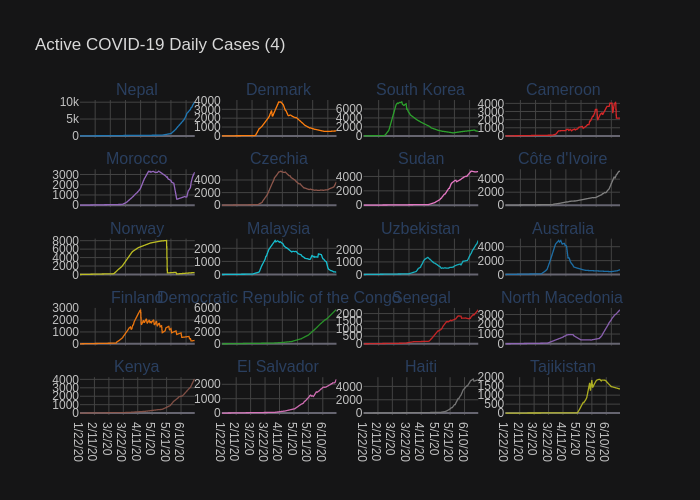 Active COVID-19 Daily Cases (4)
Nepal Denmark South Korea Cameroon
10k 5k 0
4000 3000 2000 1000 0
6000 4000 2000 0
4000 3000 2000 1000 0
Morocco Czechia Sudan Côte d'Ivoire
3000 2000 1000 0
4000 2000 0
4000 2000 0
4000 2000 0
Norway Malaysia Uzbekistan Australia
8000 6000 4000 2000 0
2000 1000 0
2000 1000 0
4000 2000 0
Finland Democratic Republic of the Congo Senegal North Macedonia
3000 2000 1000 0
6000 4000 2000 0
2000 1500 1000 500 0
3000 2000 1000 0
Kenya El Salvador Haiti Tajikistan
4000 3000 2000 1000 0
2000 1000 0
4000 2000 0
2000 1500 1000 500 0
1/22/20 2/11/20 3/2/20 3/22/20 4/11/20 5/1/20 5/21/20 6/10/20
1/22/20 2/11/20 3/2/20 3/22/20 4/11/20 5/1/20 5/21/20 6/10/20
1/22/20 2/11/20 3/2/20 3/22/20 4/11/20 5/1/20 5/21/20 6/10/20
1/22/20 2/11/20 3/2/20 3/22/20 4/11/20 5/1/20 5/21/20 6/10/20